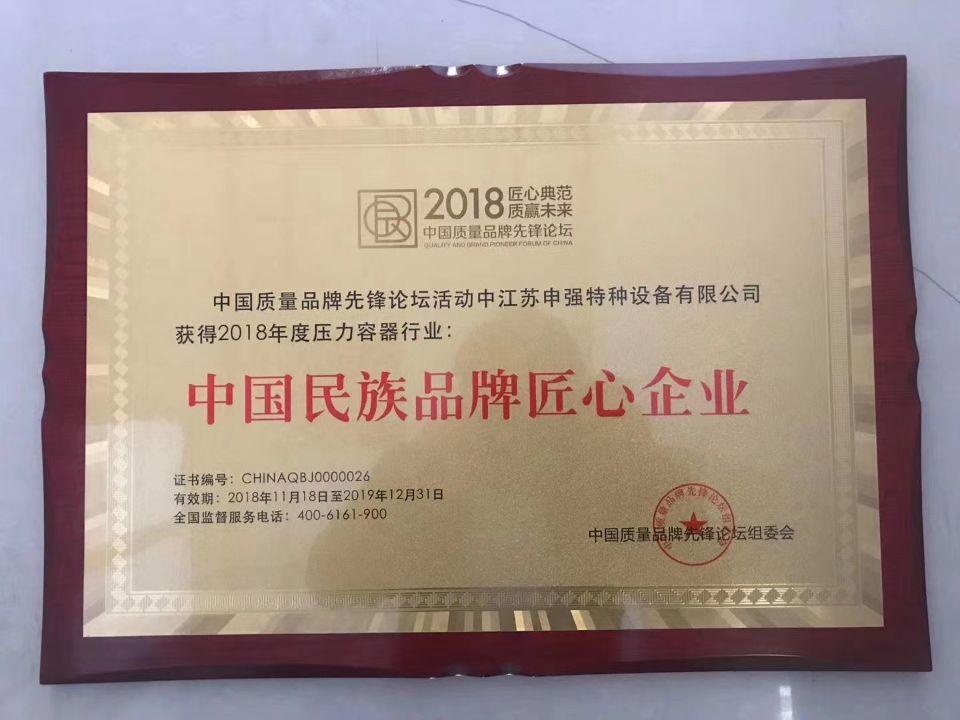 2018 匠心典范
质赢未来
中国质量品牌先锋论坛
QUALITY AND BRAND PIONEER FORUM OF CHINA
中国质量品牌先锋论坛活动中江苏申强特种设备有限公司
获得2018年度压力容器行业：
中国民族品牌匠心企业
证书编号：CHINAQBJ0000026
有效期：2018年11月18日至2019年12月31日
全国监督服务电话：400-6161-900
中国质量品牌先锋论坛组委会